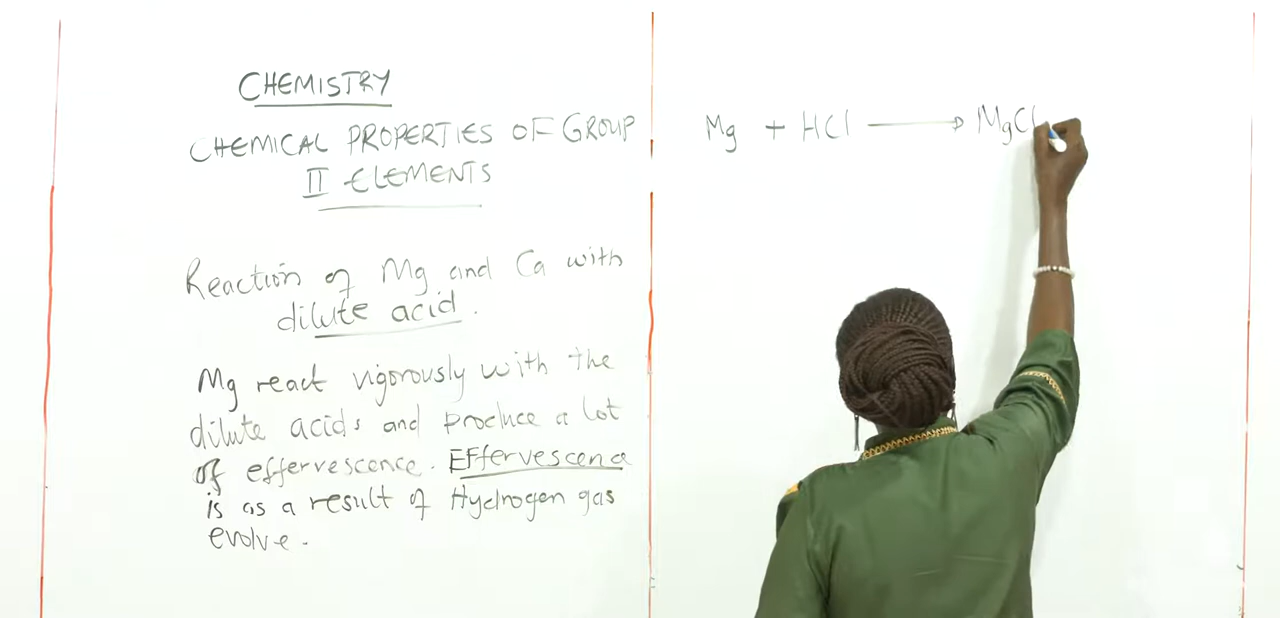 CHEMISTRY
CHEMICAL PROPERTIES OF GROUP
II ELEMENTS
Reaction of Mg and Ca with
dilute acid.
Mg react vigorously with the
dilute acids and produce a lot
of effervescence. Effervescence
is as a result of Hydrogen gas
evolve.
Mg + HCl → MgCl